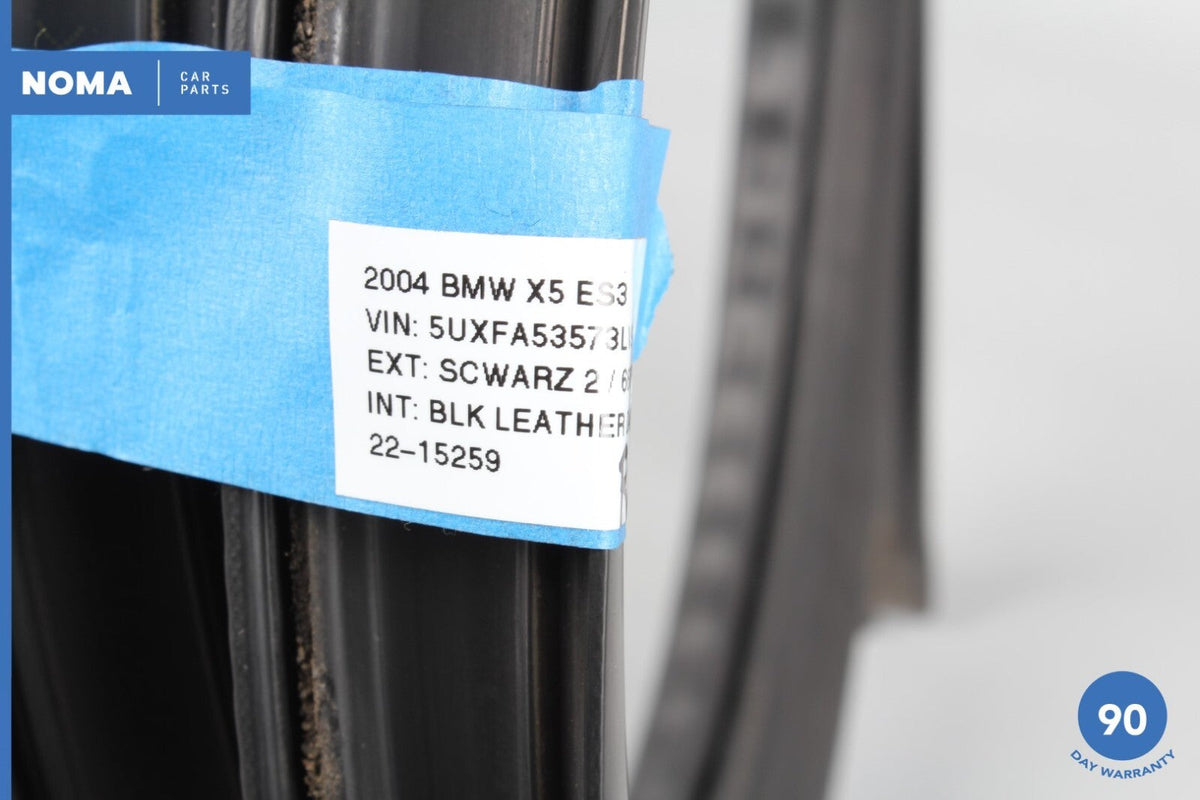 NOMA
CAR
PARTS
2004 BMW X5 ES3
VIN: 5UXFA53573L
EXT: SCWARZ 2 / 6
INT: BLK LEATHER
22-15259
90
DAY WARRANTY